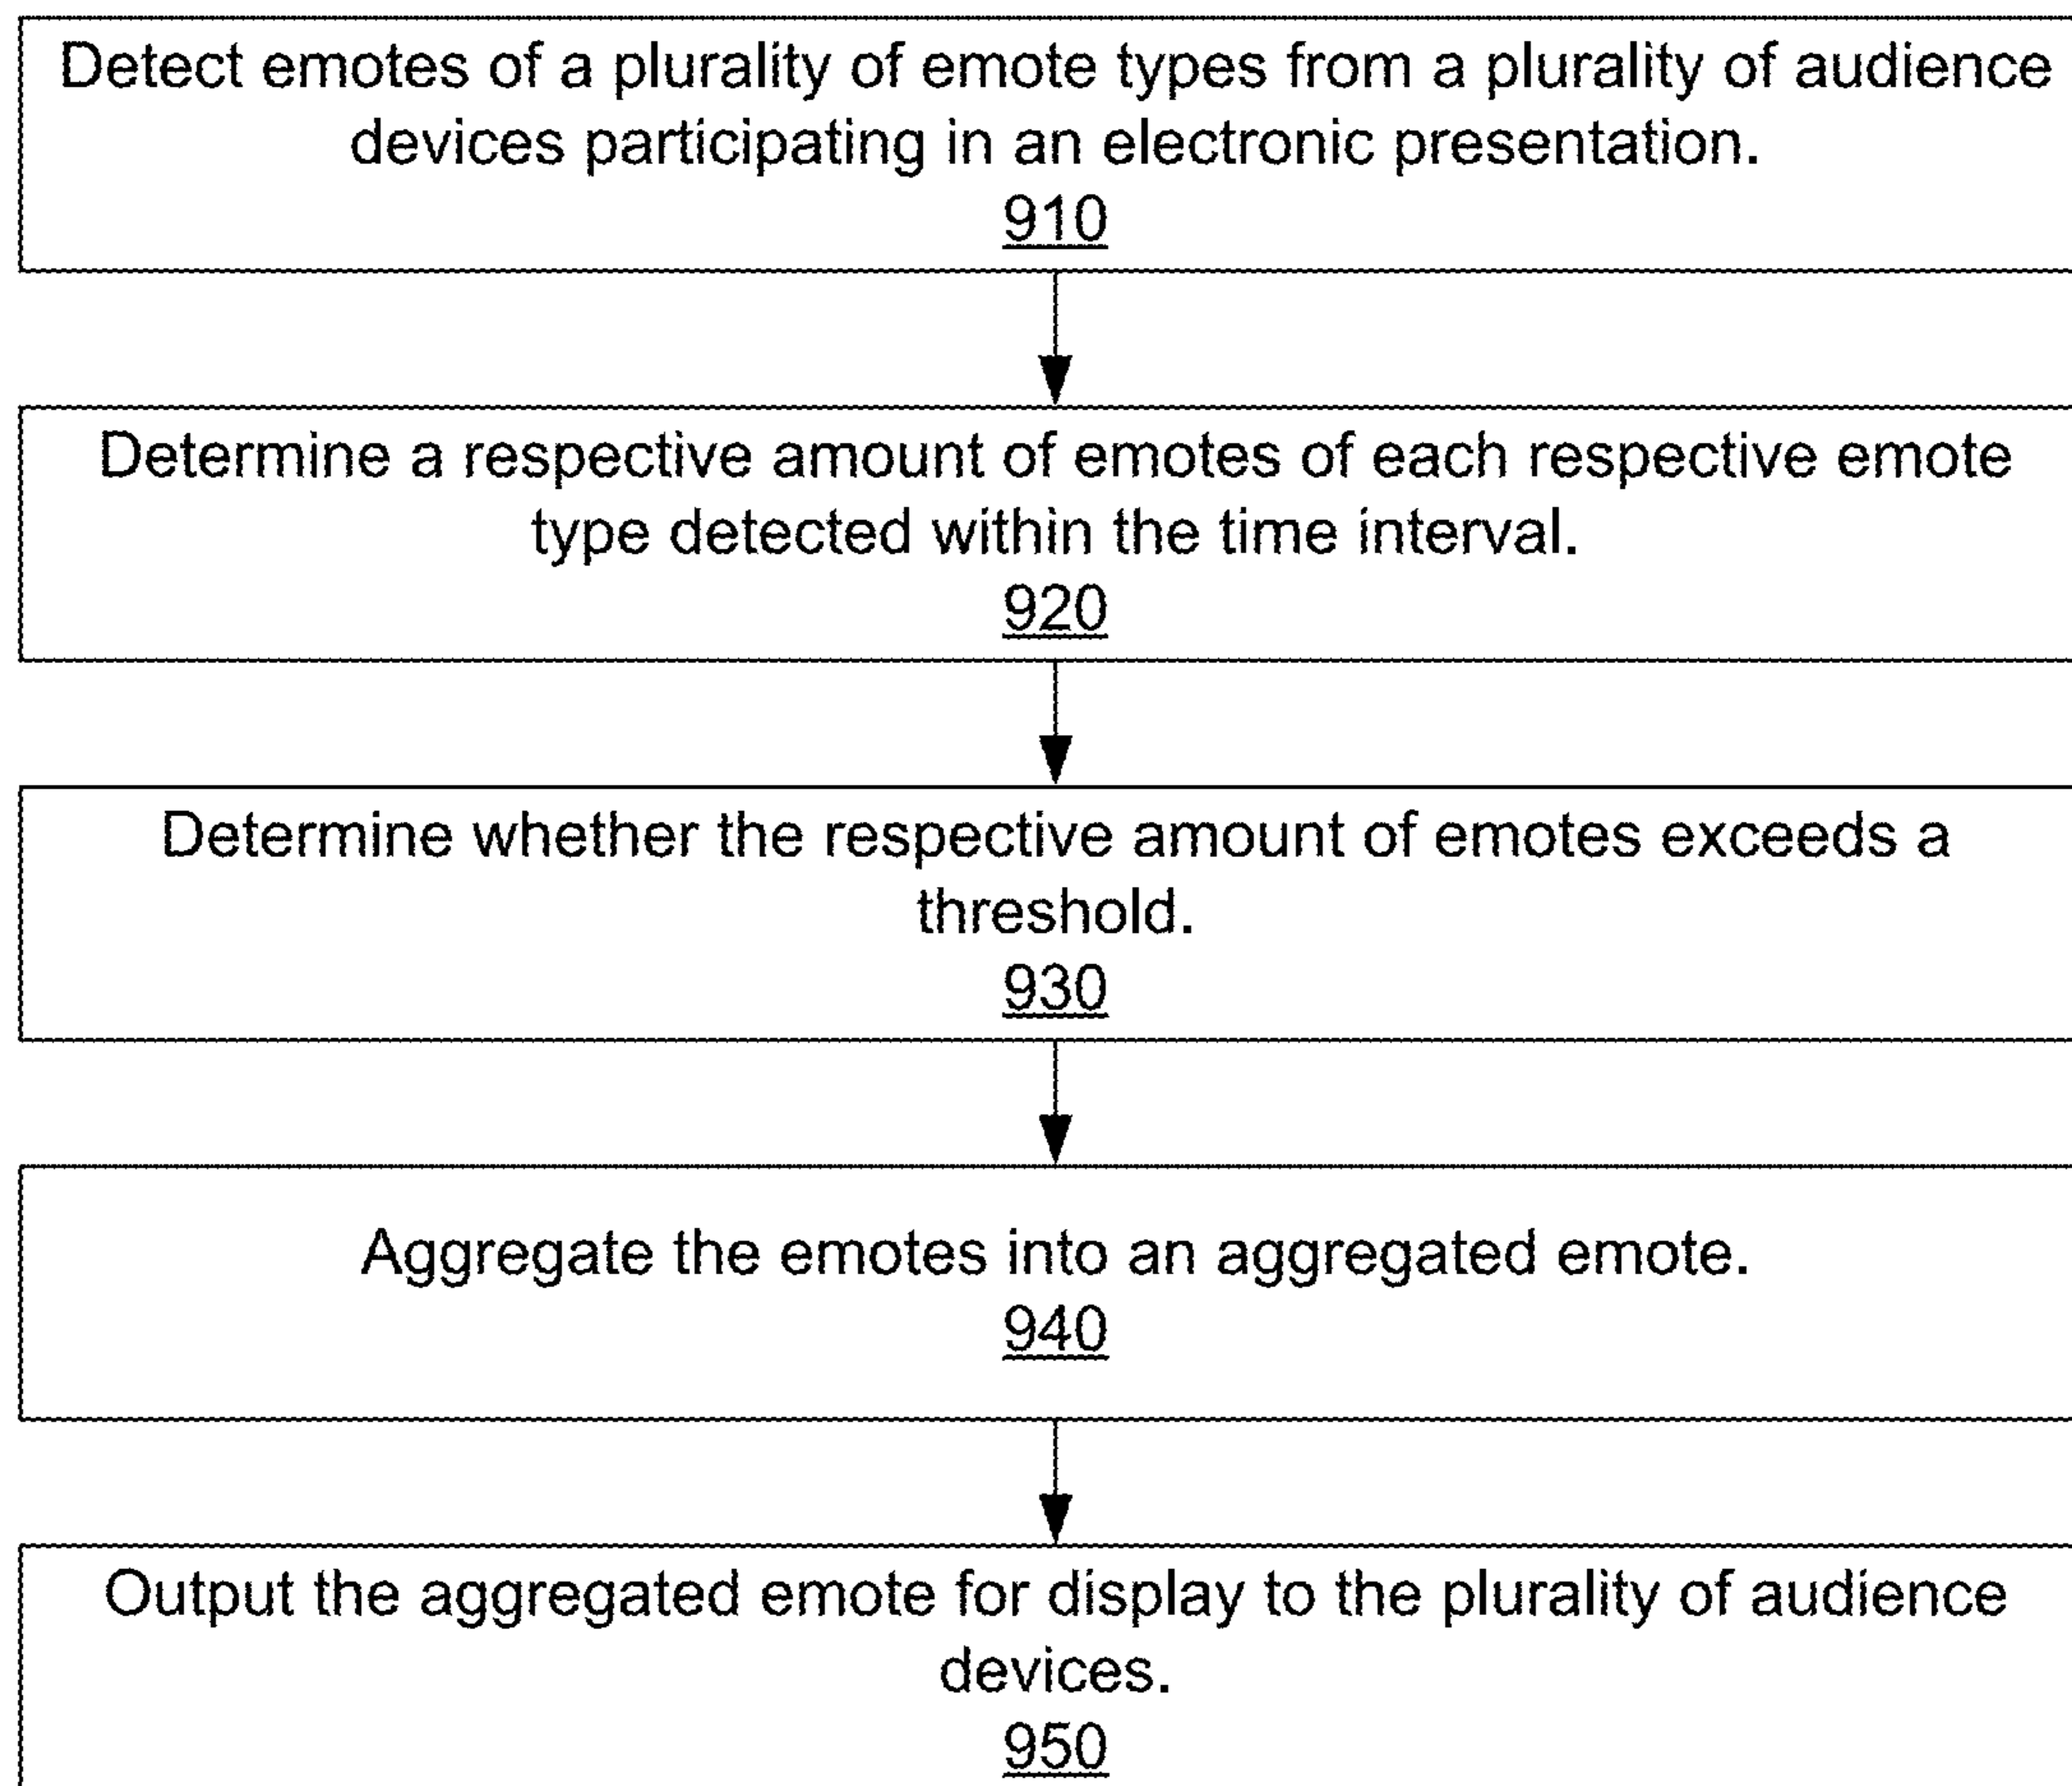 Detect emotes of a plurality of emote types from a plurality of audience
devices participating in an electronic presentation.
910
Determine a respective amount of emotes of each respective emote
type detected within the time interval.
920
Determine whether the respective amount of emotes exceeds a
threshold.
930
Aggregate the emotes into an aggregated emote.
940
Output the aggregated emote for display to the plurality of audience
devices.
950